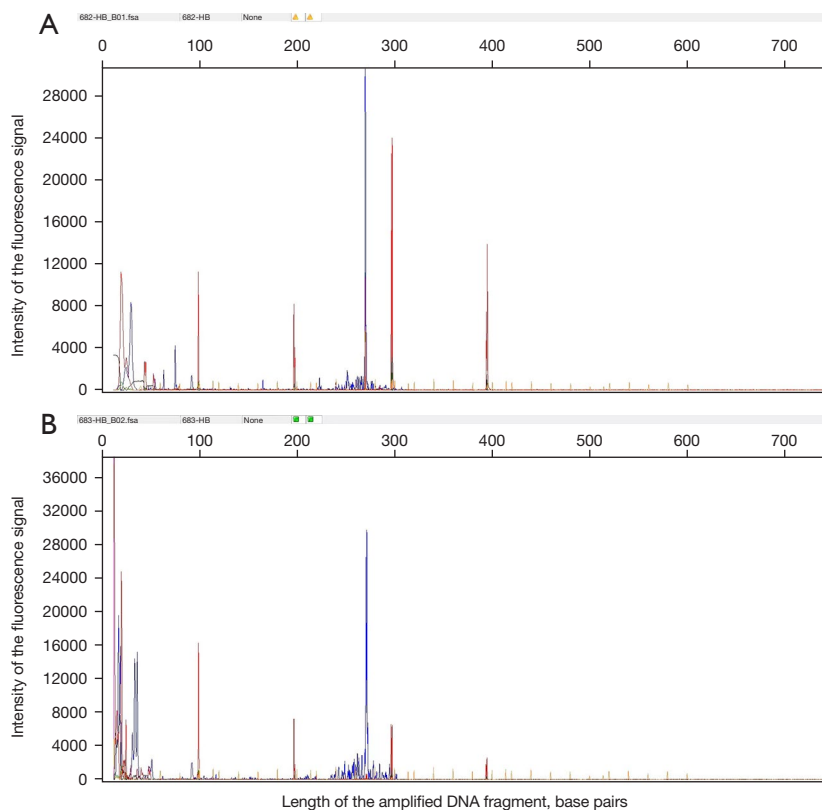 A
682-HB_B01.fsa 682-HB None
0 100 200 300 400 500 600 700
28000
24000
20000
16000
12000
8000
4000
0
Intensity of the fluorescence signal
B
683-HB_B02.fsa 683-HB None
0 100 200 300 400 500 600 700
36000
32000
28000
24000
20000
16000
12000
8000
4000
0
Intensity of the fluorescence signal
Length of the amplified DNA fragment, base pairs